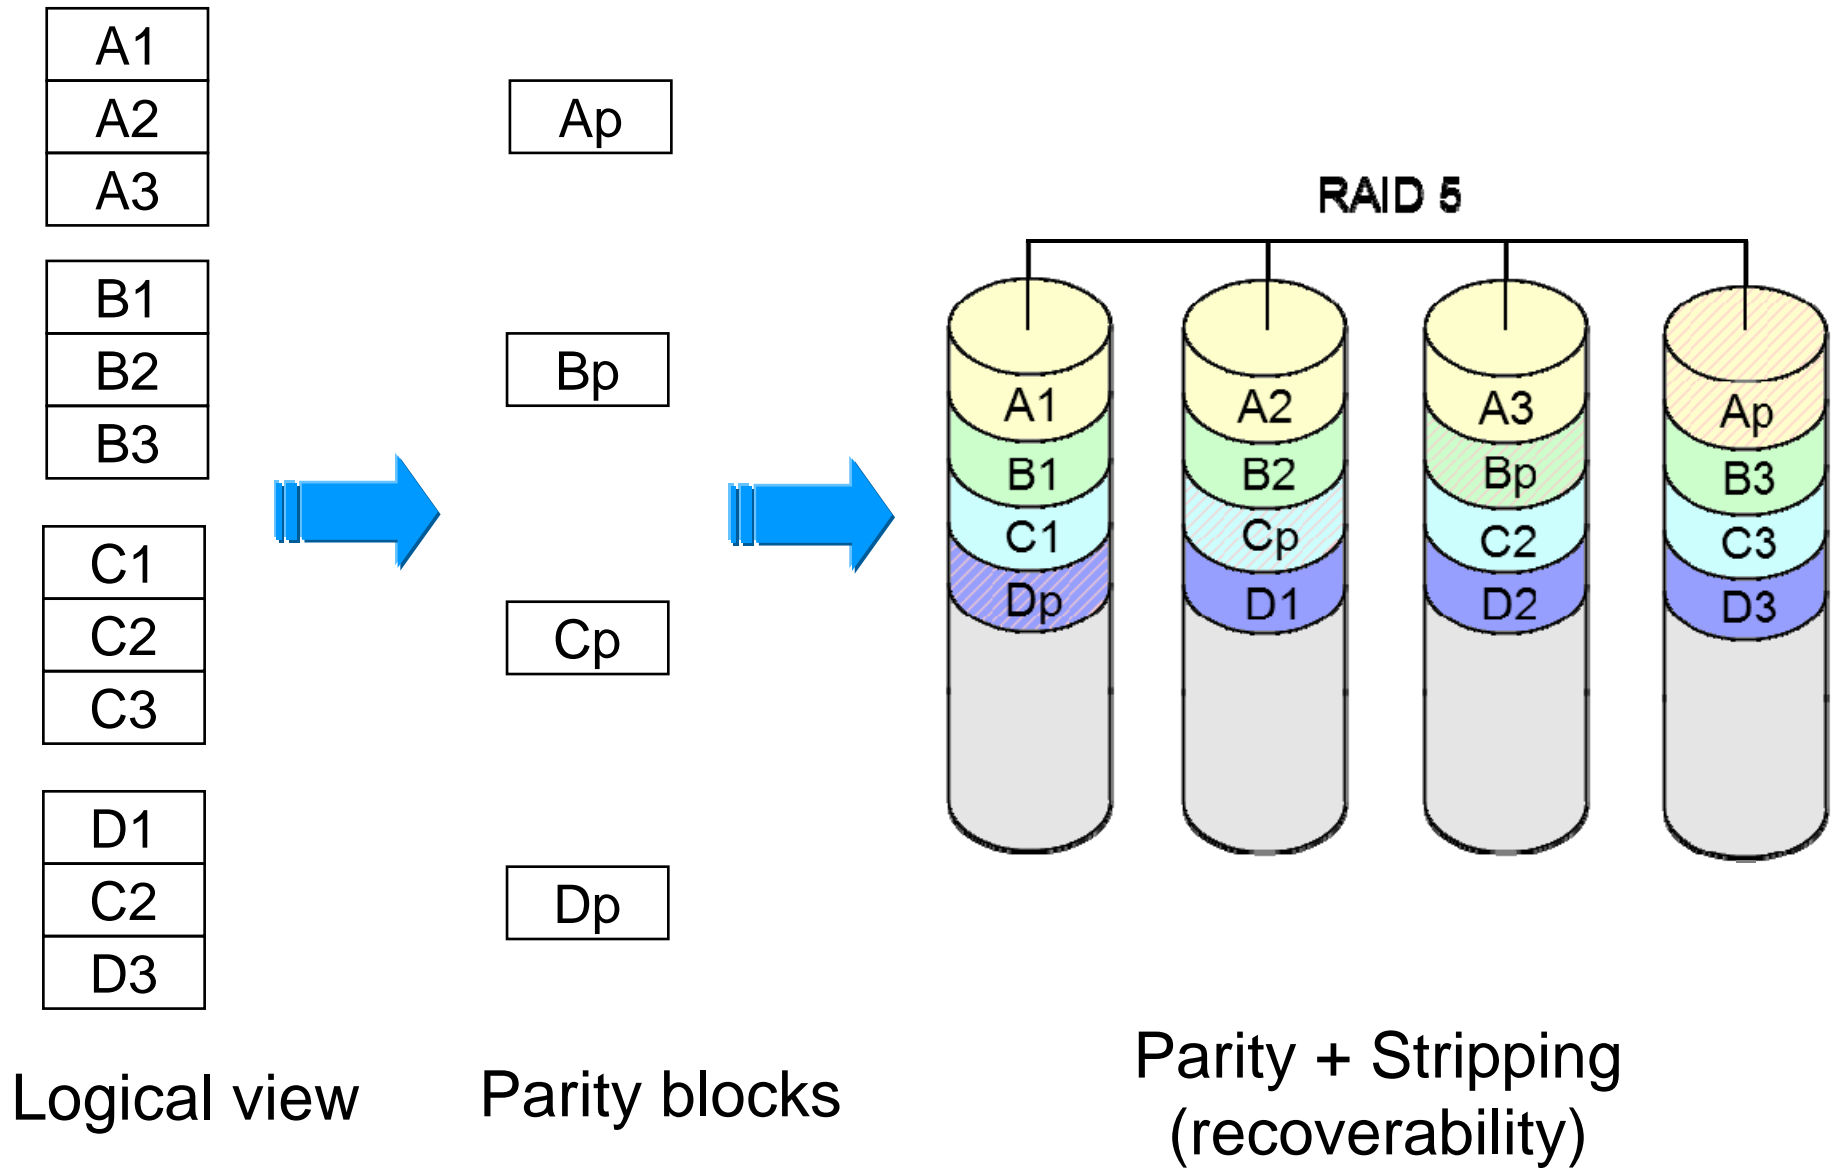 A1
A2
A3
B1
B2
B3
C1
C2
C3
D1
C2
D3
Logical view
Ap
Bp
Cp
Dp
Parity blocks
RAID 5
A1 A2 A3 Ap
B1 B2 Bp B3
C1 Cp C2 C3
Dp D1 D2 D3
Parity + Stripping
(recoverability)